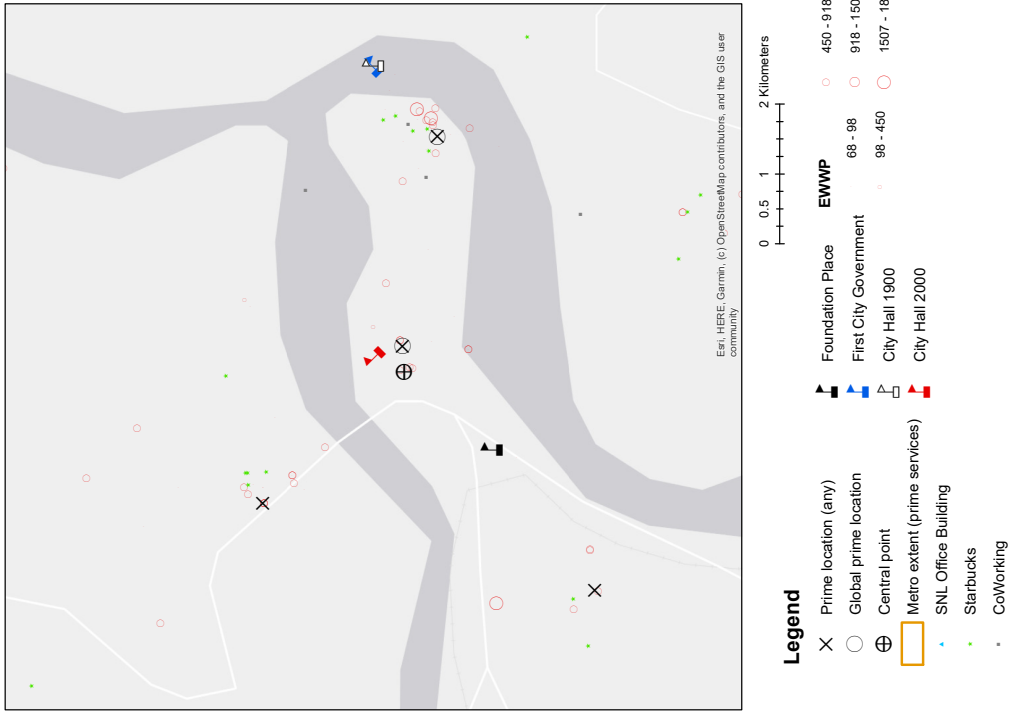 Esri, HERE, Garmin, (c) OpenStreetMap contributors, and the GIS user
community
0 0.5 1 2 Kilometers
Legend
Prime location (any)
Global prime location
Central point
Metro extent (prime services)
SNL Office Building
Starbucks
CoWorking
Foundation Place
First City Government
City Hall 1900
City Hall 2000
EWWP
68 - 98
98 - 450
450 - 918
918 - 150
1507 - 18